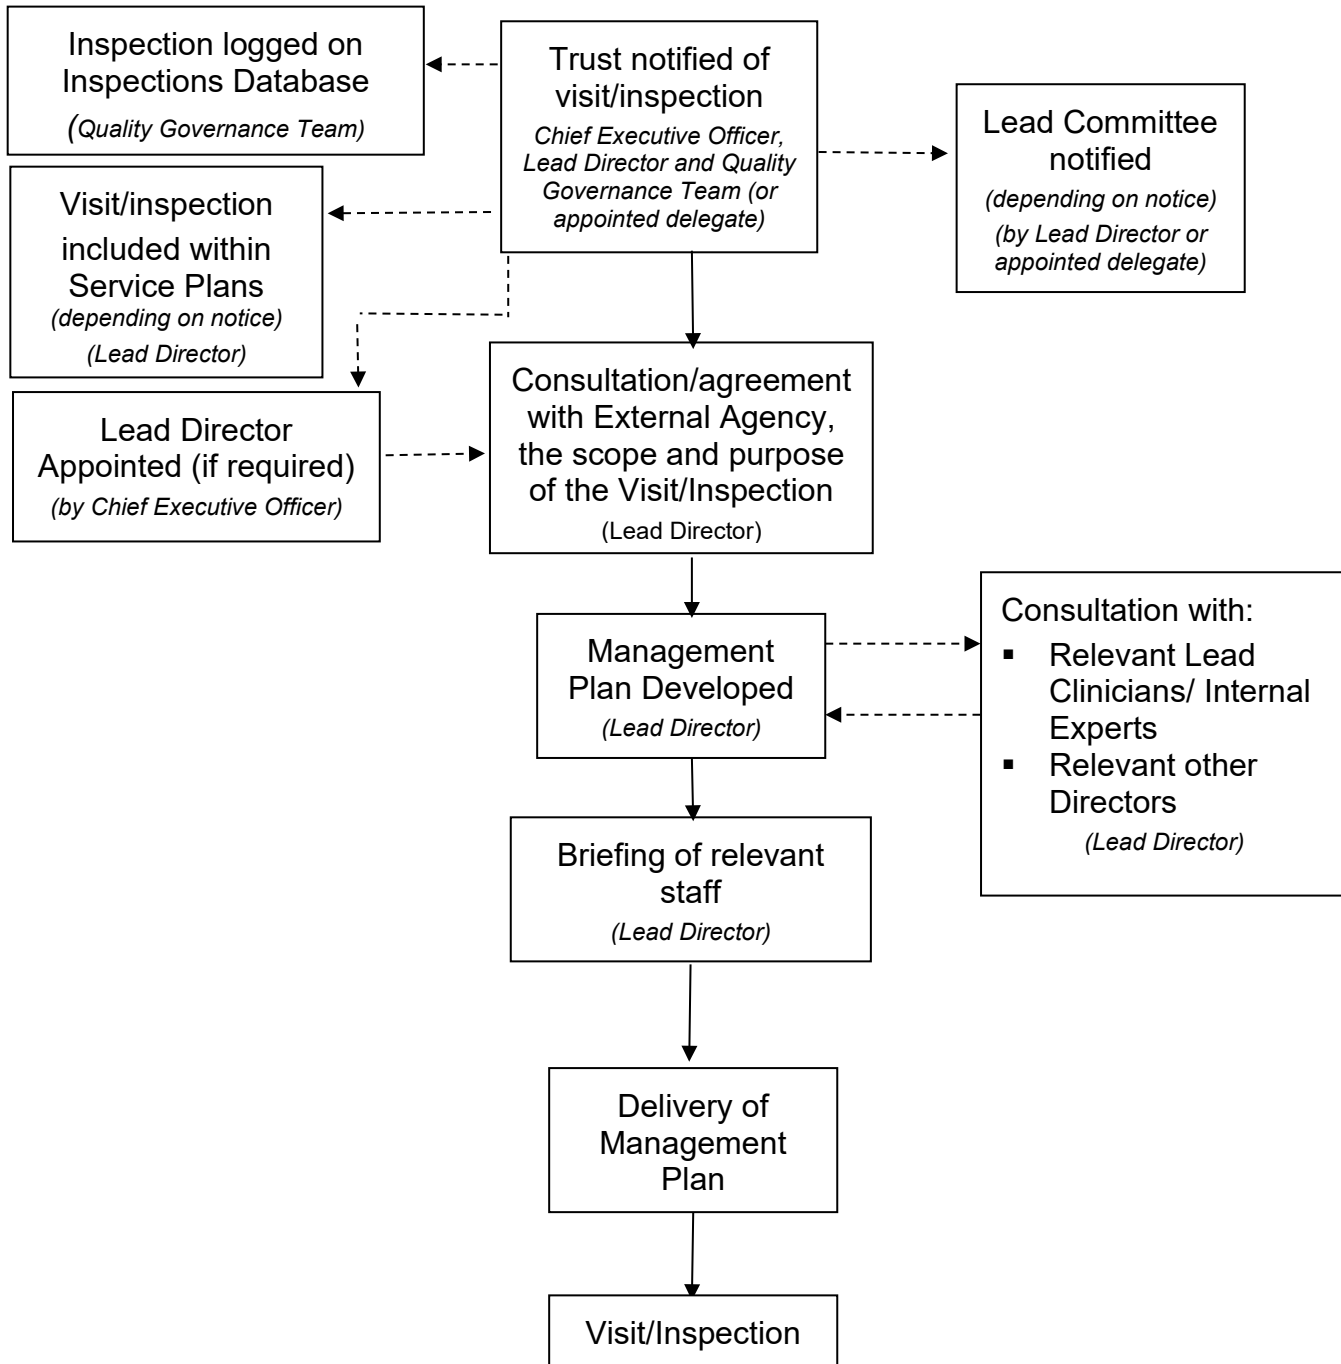 Inspection logged on
Inspections Database
(Quality Governance Team)
Trust notified of
visit/inspection
Chief Executive Officer,
Lead Director and Quality
Governance Team (or
appointed delegate)
Lead Committee
notified
(depending on notice)
(by Lead Director or
appointed delegate)
Visit/inspection
included within
Service Plans
(depending on notice)
(Lead Director)
Lead Director
Appointed (if required)
(by Chief Executive Officer)
Consultation/agreement
with External Agency,
the scope and purpose
of the Visit/Inspection
(Lead Director)
Management
Plan Developed
(Lead Director)
Consultation with:
▪ Relevant Lead
Clinicians/ Internal
Experts
▪ Relevant other
Directors
(Lead Director)
Briefing of relevant
staff
(Lead Director)
Delivery of
Management
Plan
Visit/Inspection